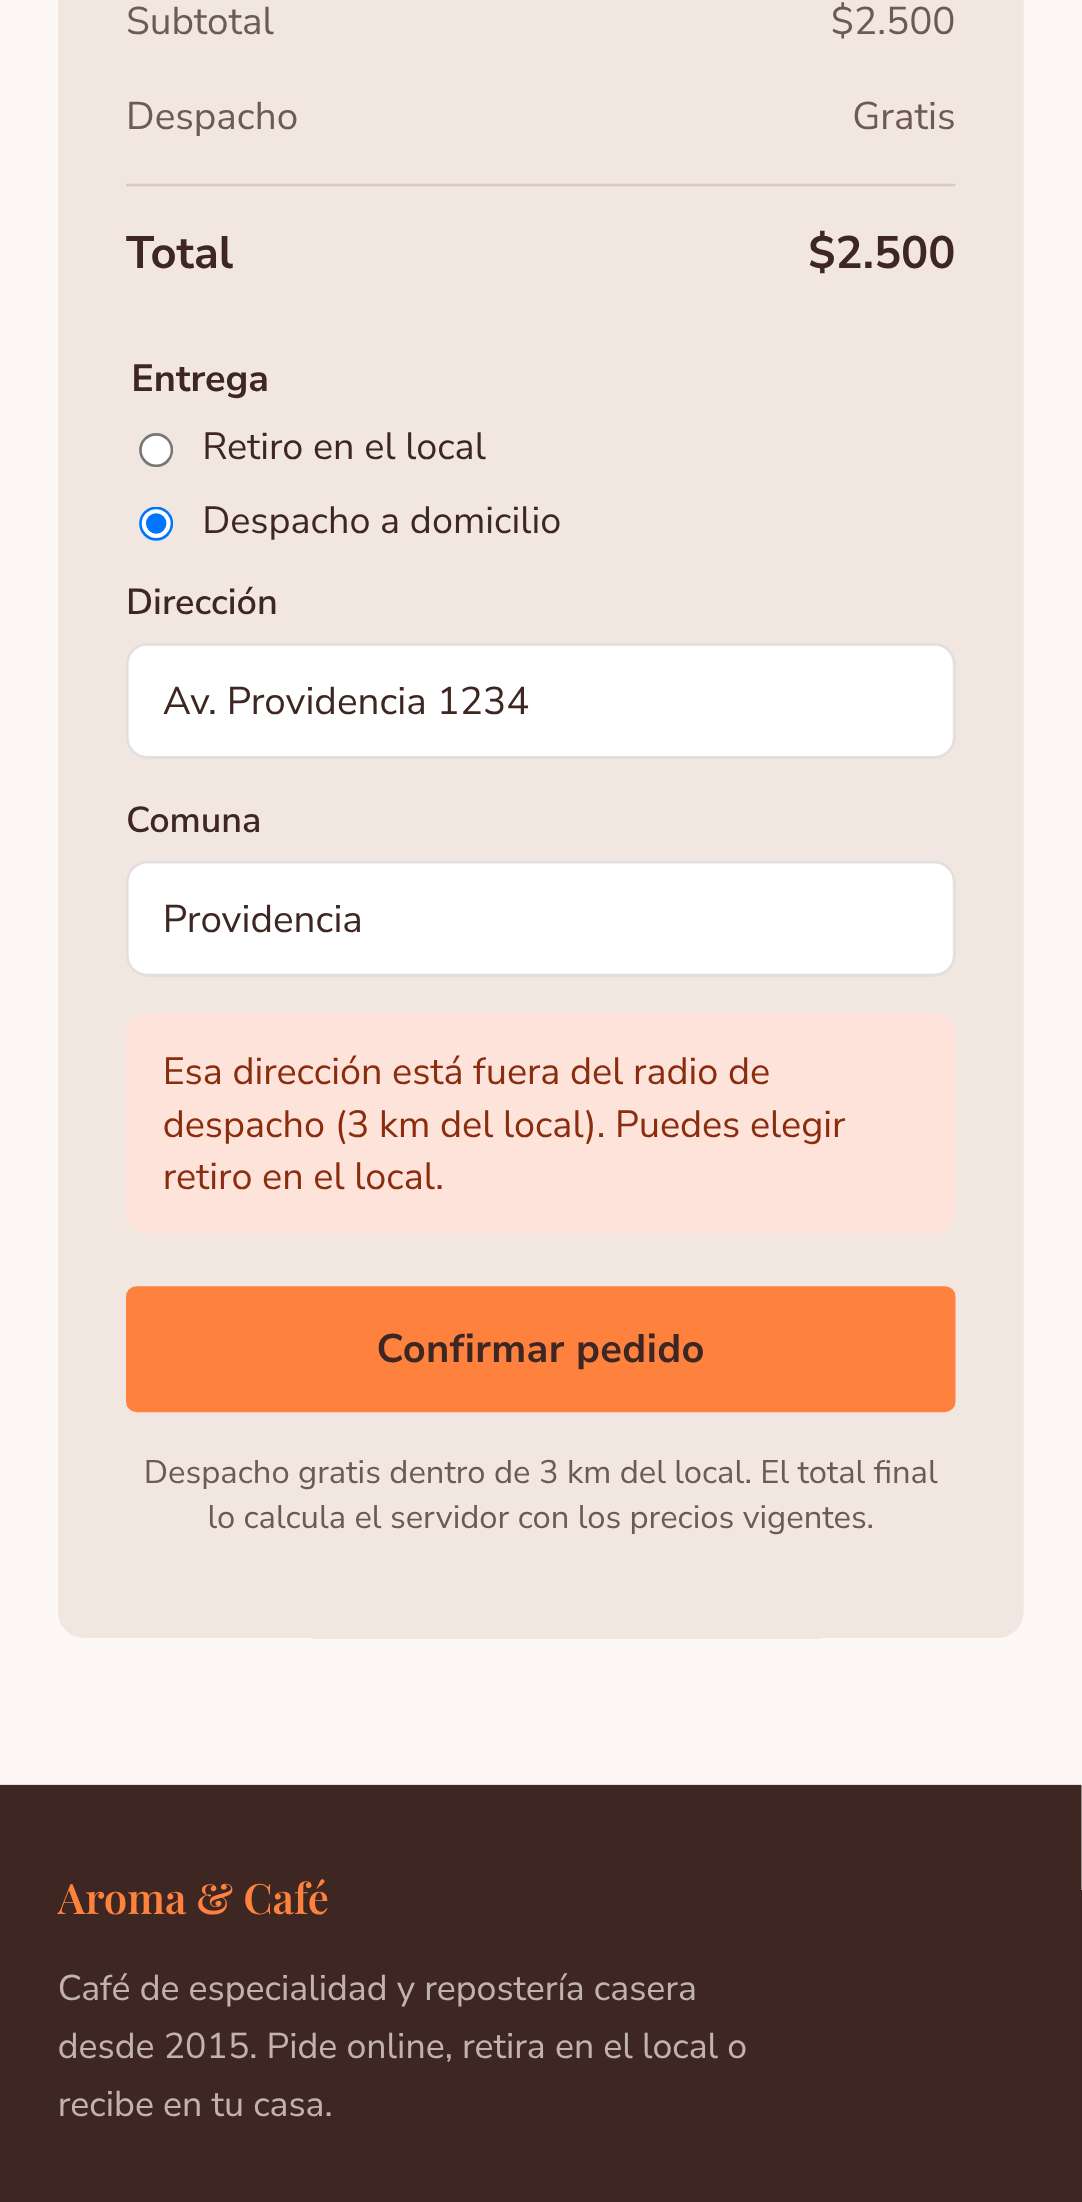 Subtotal $2.500
Despacho Gratis
Total $2.500
Entrega
Retiro en el local
Despacho a domicilio
Dirección
Av. Providencia 1234
Comuna
Providencia
Esa dirección está fuera del radio de
despacho (3 km del local). Puedes elegir
retiro en el local.
Confirmar pedido
Despacho gratis dentro de 3 km del local. El total final
lo calcula el servidor con los precios vigentes.
Aroma & Café
Café de especialidad y repostería casera
desde 2015. Pide online, retira en el local o
recibe en tu casa.